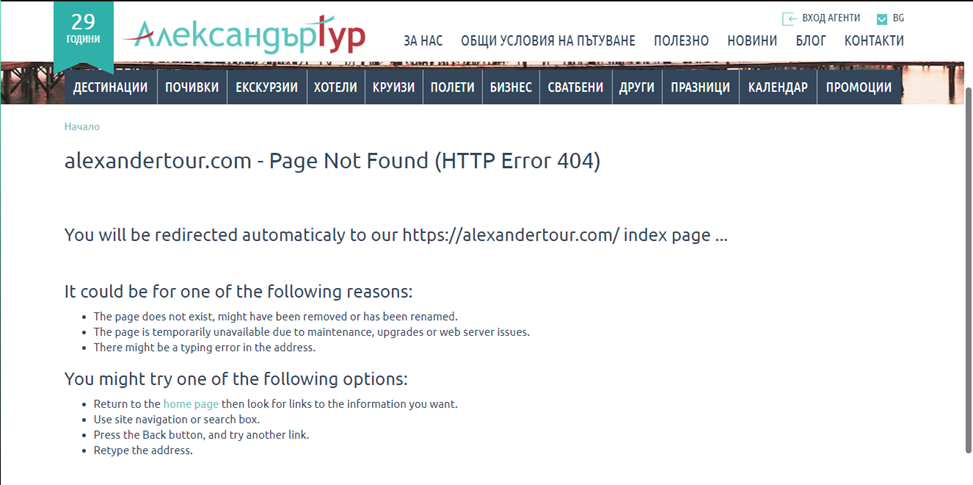 29
ГОДИНИ
АлександърТур
ВХОД АГЕНТИ
BG
ЗА НАС
ОБЩИ УСЛОВИЯ НА ПЪТУВАНЕ
ПОЛЕЗНО
НОВИНИ
БЛОГ
КОНТАКТИ
ДЕСТИНАЦИИ
ПОЧИВКИ
ЕКСКУРЗИИ
ХОТЕЛИ
КРУИЗИ
ПОЛЕТИ
БИЗНЕС
СВАТБЕНИ
ДРУГИ
ПРАЗНИЦИ
КАЛЕНДАР
ПРОМОЦИИ
Начало
alexandertour.com - Page Not Found (HTTP Error 404)
You will be redirected automaticaly to our https://alexandertour.com/ index page ...
It could be for one of the following reasons:
The page does not exist, might have been removed or has been renamed.
The page is temporarily unavailable due to maintenance, upgrades or web server issues.
There might be a typing error in the address.
You might try one of the following options:
Return to the home page then look for links to the information you want.
Use site navigation or search box.
Press the Back button, and try another link.
Retype the address.